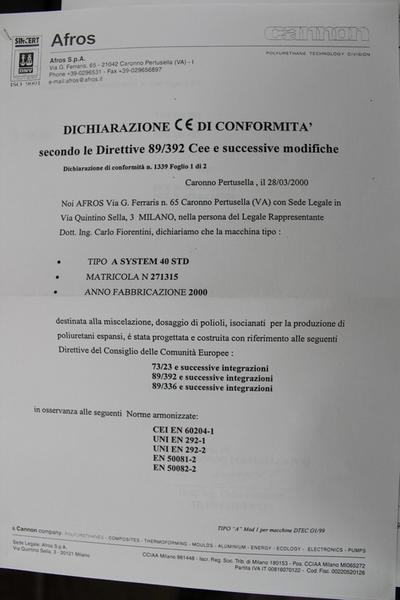 SINCERT
DNV
ISO 9001
Afros
cannon
POLYURETHANE TECHNOLOGY DIVISION
Afros S.p.A.
Via G. Ferraris, 65 - 21042 Caronno Pertusella (VA) - I
Phone +39-0296531 - Fax +39-029656897
e-mail:afros@afros.it
DICHIARAZIONE CE DI CONFORMITA'
secondo le Direttive 89/392 Cee e successive modifiche
Dichiarazione di conformità n. 1339 Foglio 1 di 2
Caronno Pertusella , il 28/03/2000
Noi AFROS Via G. Ferraris n. 65 Caronno Pertusella (VA) con Sede Legale in
Via Quintino Sella, 3 MILANO, nella persona del Legale Rappresentante
Dott. Ing. Carlo Fiorentini, dichiariamo che la macchina tipo :
• TIPO A SYSTEM 40 STD
• MATRICOLA N 271315
• ANNO FABBRICAZIONE 2000
destinata alla miscelazione, dosaggio di polioli, isocianati per la produzione di
poliuretani espansi, é stata progettata e costruita con riferimento alle seguenti
Direttive del Consiglio delle Comunità Europee :
73/23 e successive integrazioni
89/392 e successive integrazioni
89/336 e successive integrazioni
in osservanza alle seguenti Norme armonizzate:
CEI EN 60204-1
UNI EN 292-1
UNI EN 292-2
EN 50081-2
EN 50082-2
TIPO "A" Mod 1 per macchine DTEC 01/99
a Cannon company. POLYURETHANES - COMPOSITES - THERMOFORMING - MOULDS - ALUMINIUM - ENERGY - ECOLOGY - ELECTRONICS - PUMPS
Sede Legale: Afros S.p.A.
Via Quintino Sella, 3 - 20121 Milano
CCIAA Milano 981448 - Iscr. Reg. Soc. Trib. di Milano 180153 - Pos. CCIAA Milano MI065272
Partita IVA IT 00816070122 - Cod. Fisc. 00220520126